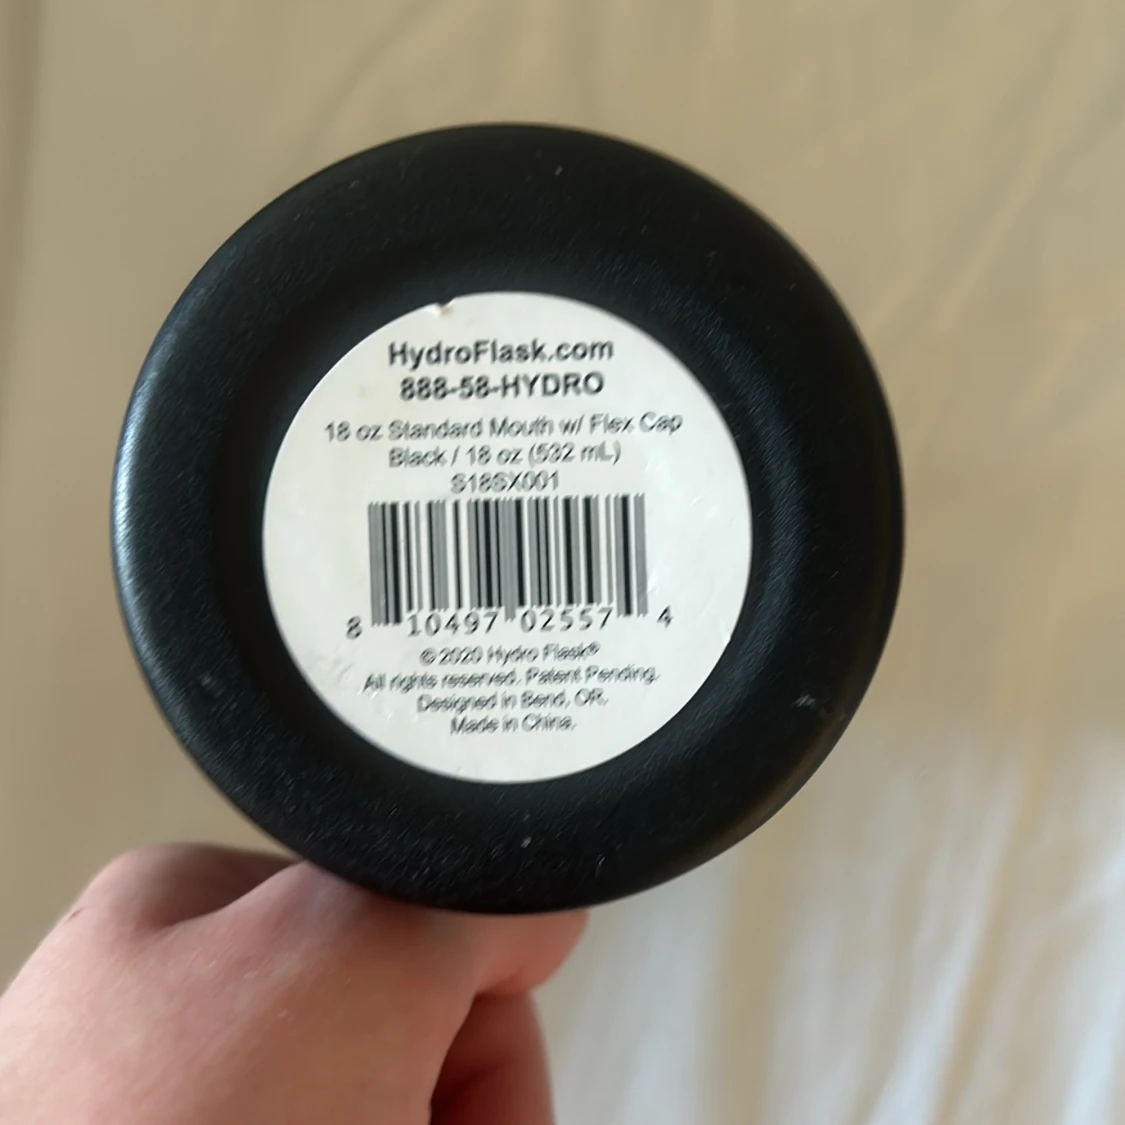 HydroFlask.com
888-58-HYDRO
18 oz Standard Mouth w/ Flex Cap
Black / 18 oz (532 mL)
S18SX001
8 10497 02557 4
© 2020 Hydro Flask®
All rights reserved. Patent Pending.
Designed in Bend, OR.
Made in China.